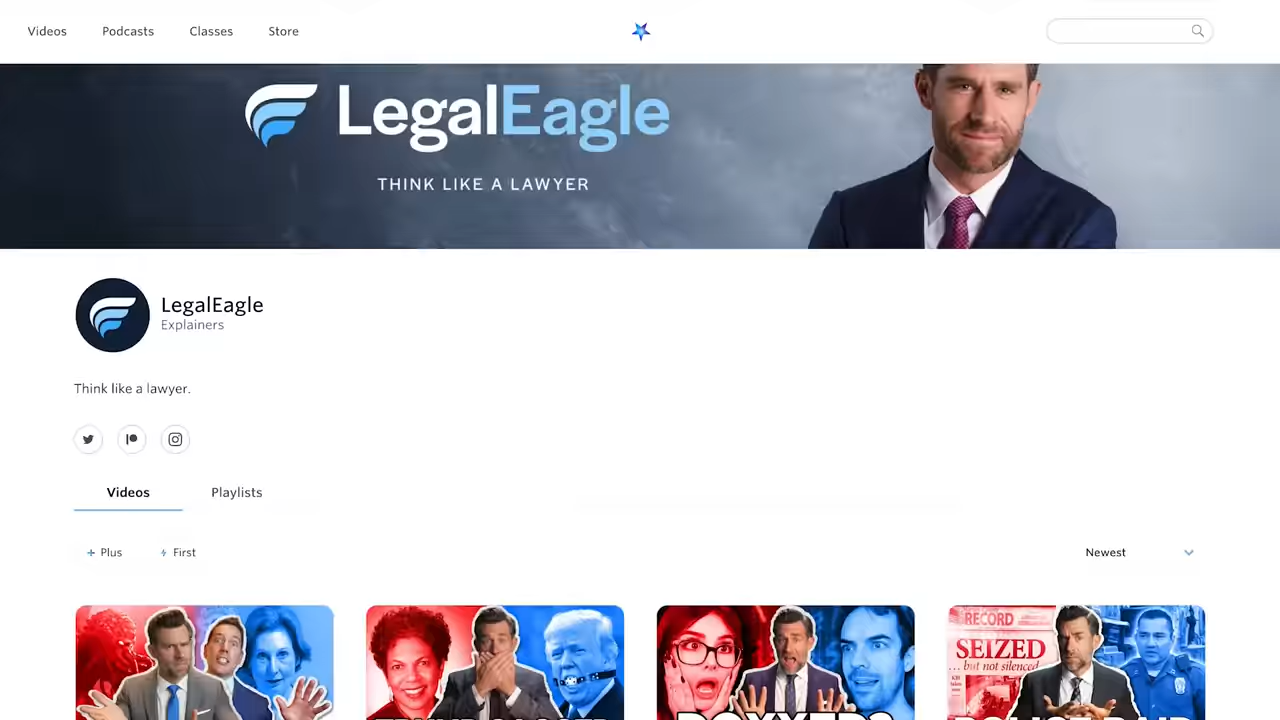 Videos Podcasts Classes Store
LegalEagle
THINK LIKE A LAWYER
LegalEagle
Explainers
Think like a lawyer.
Videos Playlists
Plus First Newest
RECORD
SEIZED
...but not silenced
DOXXED?